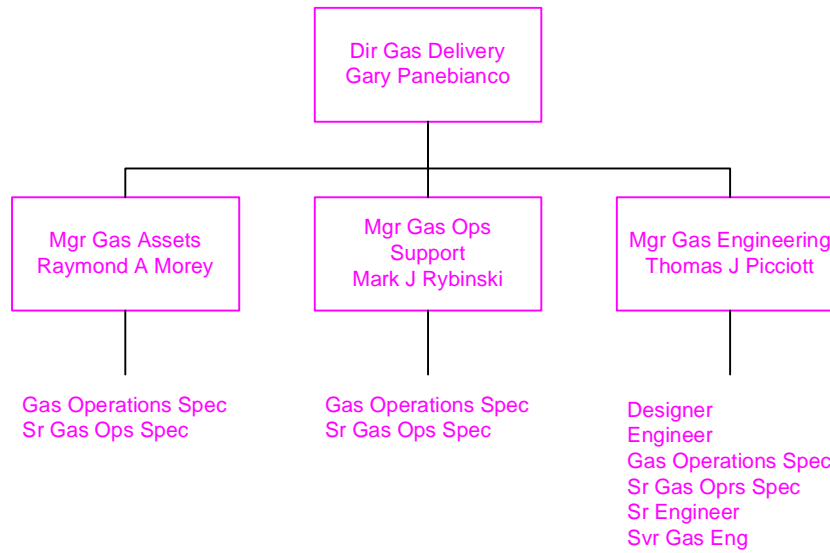 Dir Gas Delivery
Gary Panebianco
Mgr Gas Assets
Raymond A Morey
Mgr Gas Ops
Support
Mark J Rybinski
Mgr Gas Engineering
Thomas J Picciott
Gas Operations Spec
Sr Gas Ops Spec
Gas Operations Spec
Sr Gas Ops Spec
Designer
Engineer
Gas Operations Spec
Sr Gas Oprs Spec
Sr Engineer
Svr Gas Eng